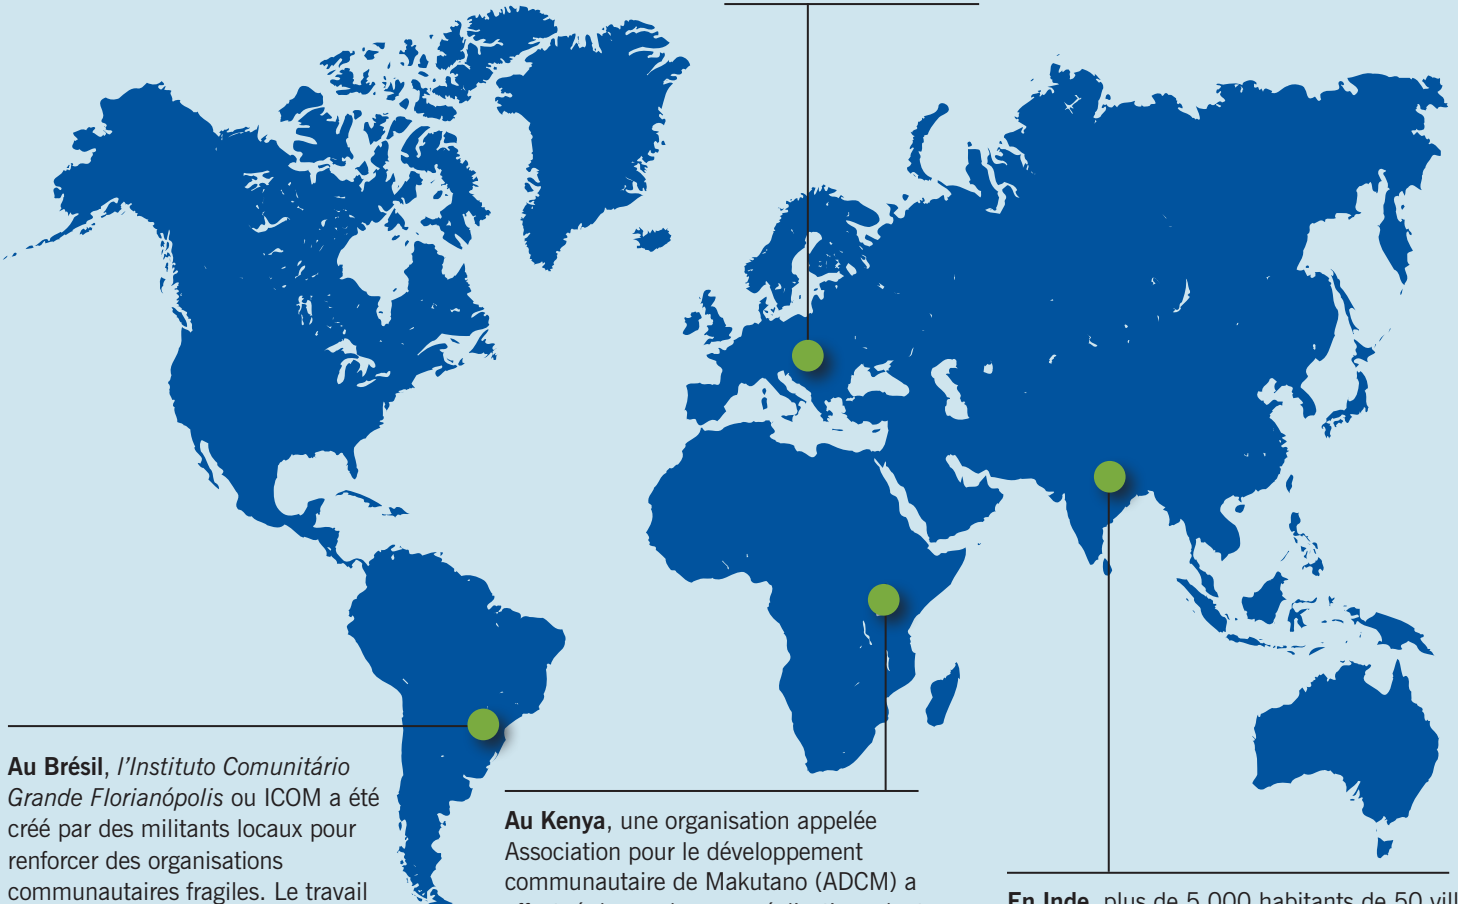 Au Brésil, l'Instituto Comunitário
Grande Florianópolis ou ICOM a été
créé par des militants locaux pour
renforcer des organisations
communautaires fragiles. Le travail
Au Kenya, une organisation appelée
Association pour le développement
communautaire de Makutano (ADCM) a
En Inde, plus de 5 000 habitants de 50